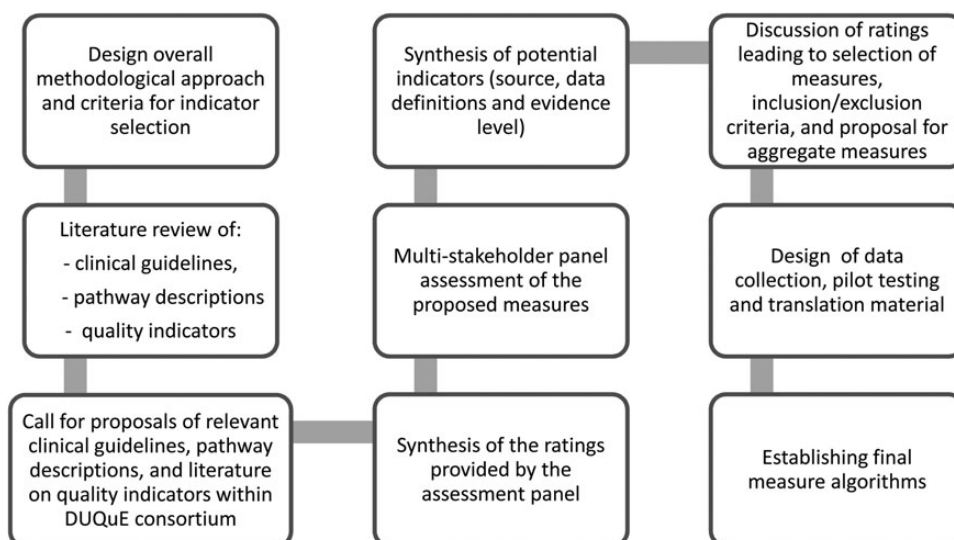 Design overall
methodological approach
and criteria for indicator
selection
Literature review of:
- clinical guidelines,
- pathway descriptions
- quality indicators
Call for proposals of relevant
clinical guidelines, pathway
descriptions, and literature
on quality indicators within
DUQuE consortium
Synthesis of potential
indicators (source, data
definitions and evidence
level)
Multi-stakeholder panel
assessment of the
proposed measures
Synthesis of the ratings
provided by the
assessment panel
Discussion of ratings
leading to selection of
measures,
inclusion/exclusion
criteria, and proposal for
aggregate measures
Design of data
collection, pilot testing
and translation material
Establishing final
measure algorithms